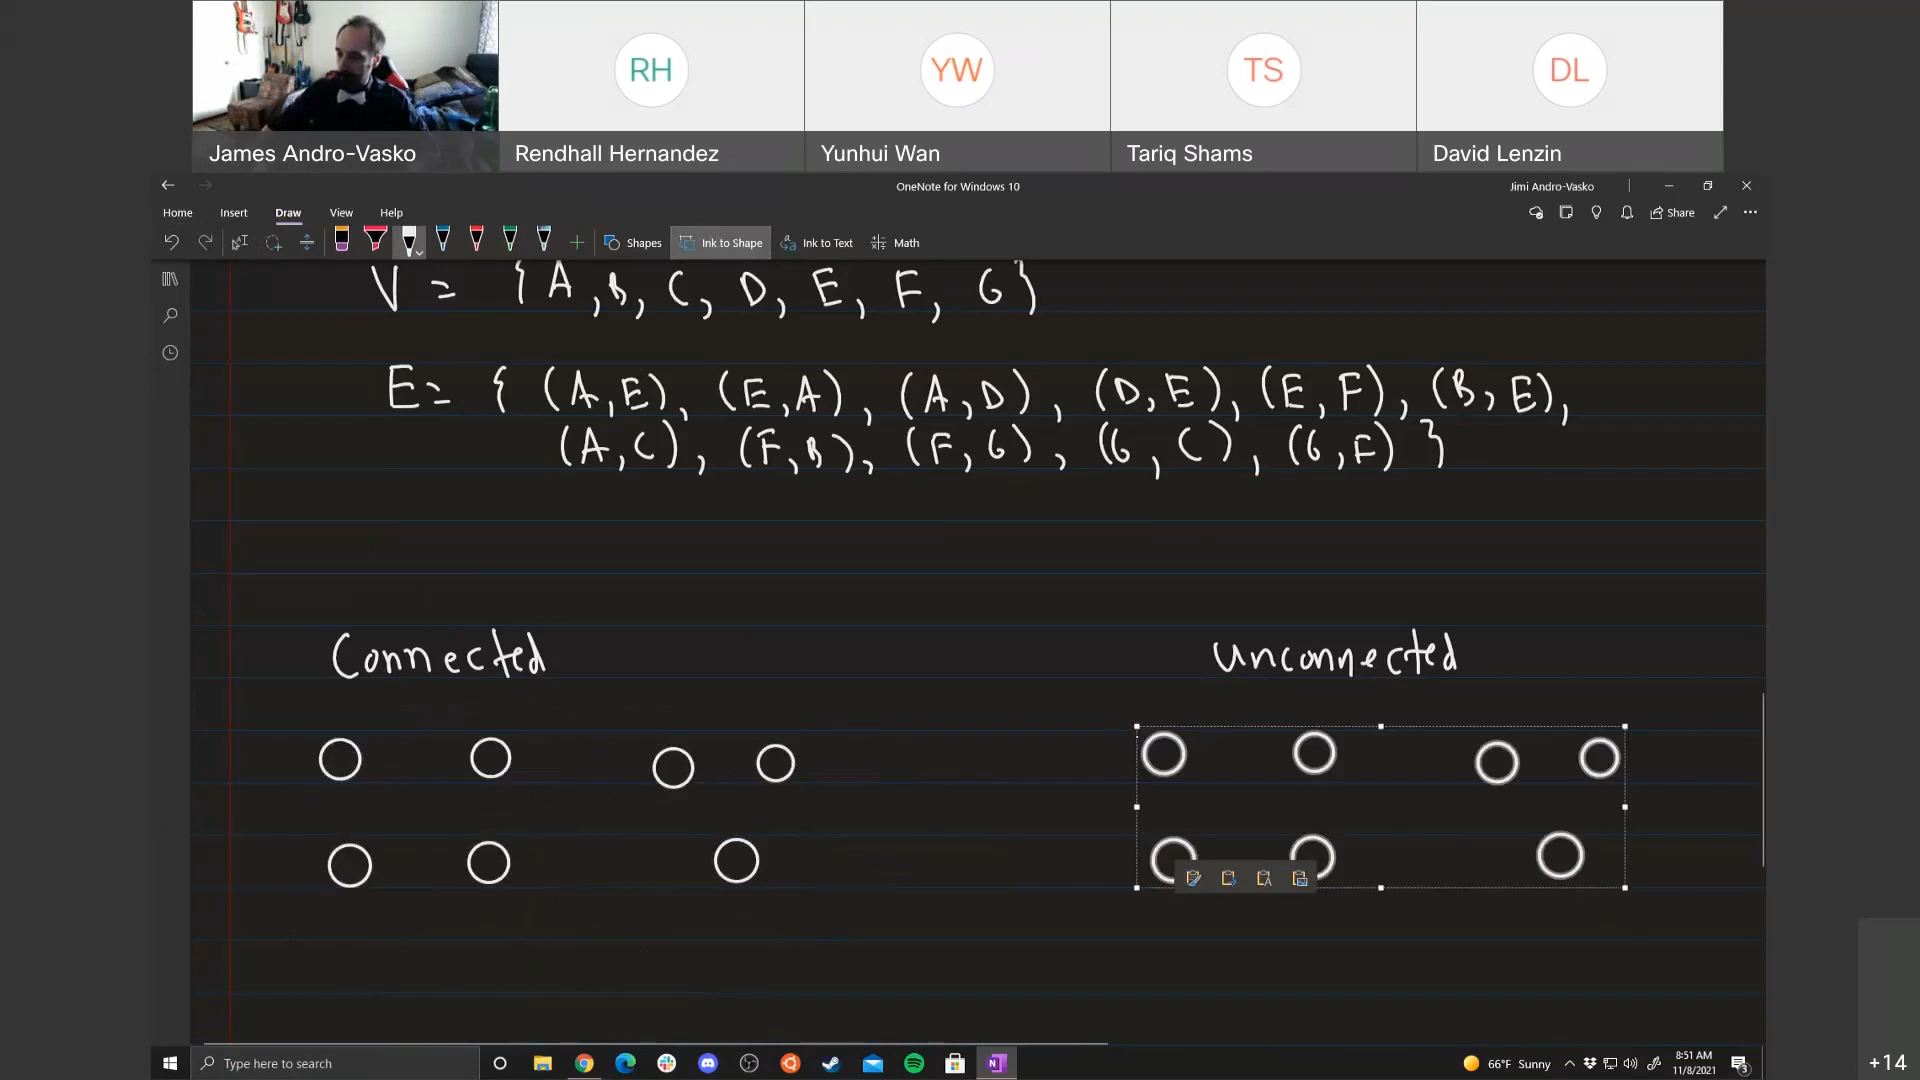 RH YW TS DL
James Andro-Vasko Rendhall Hernandez Yunhui Wan Tariq Shams David Lenzin
OneNote for Windows 10 Jimi Andro-Vasko
Home Insert Draw View Help Share
Shapes Ink to Shape Ink to Text Math
V = { A, B, C, D, E, F, G }
E = { (A,E), (E,A), (A,D), (D,E), (E,F), (B,E),
(A,C), (F,B), (F,G), (G,C), (G,F) }
Connected Unconnected
Type here to search 66°F Sunny 8:51 AM
11/8/2021
3
+14